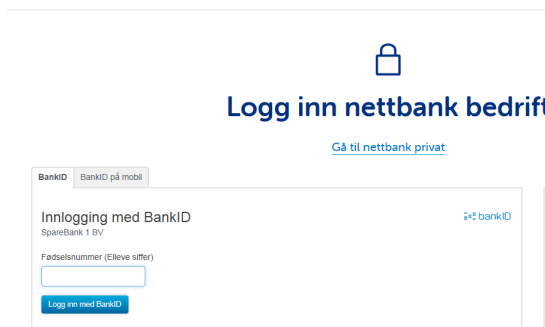 Logg inn nettbank bedrift
Gå til nettbank privat
BankID BankID på mobil
Innlogging med BankID
bankID
SpareBank 1 BV
Fødselsnummer (Elleve siffer)
Logg inn med BankID